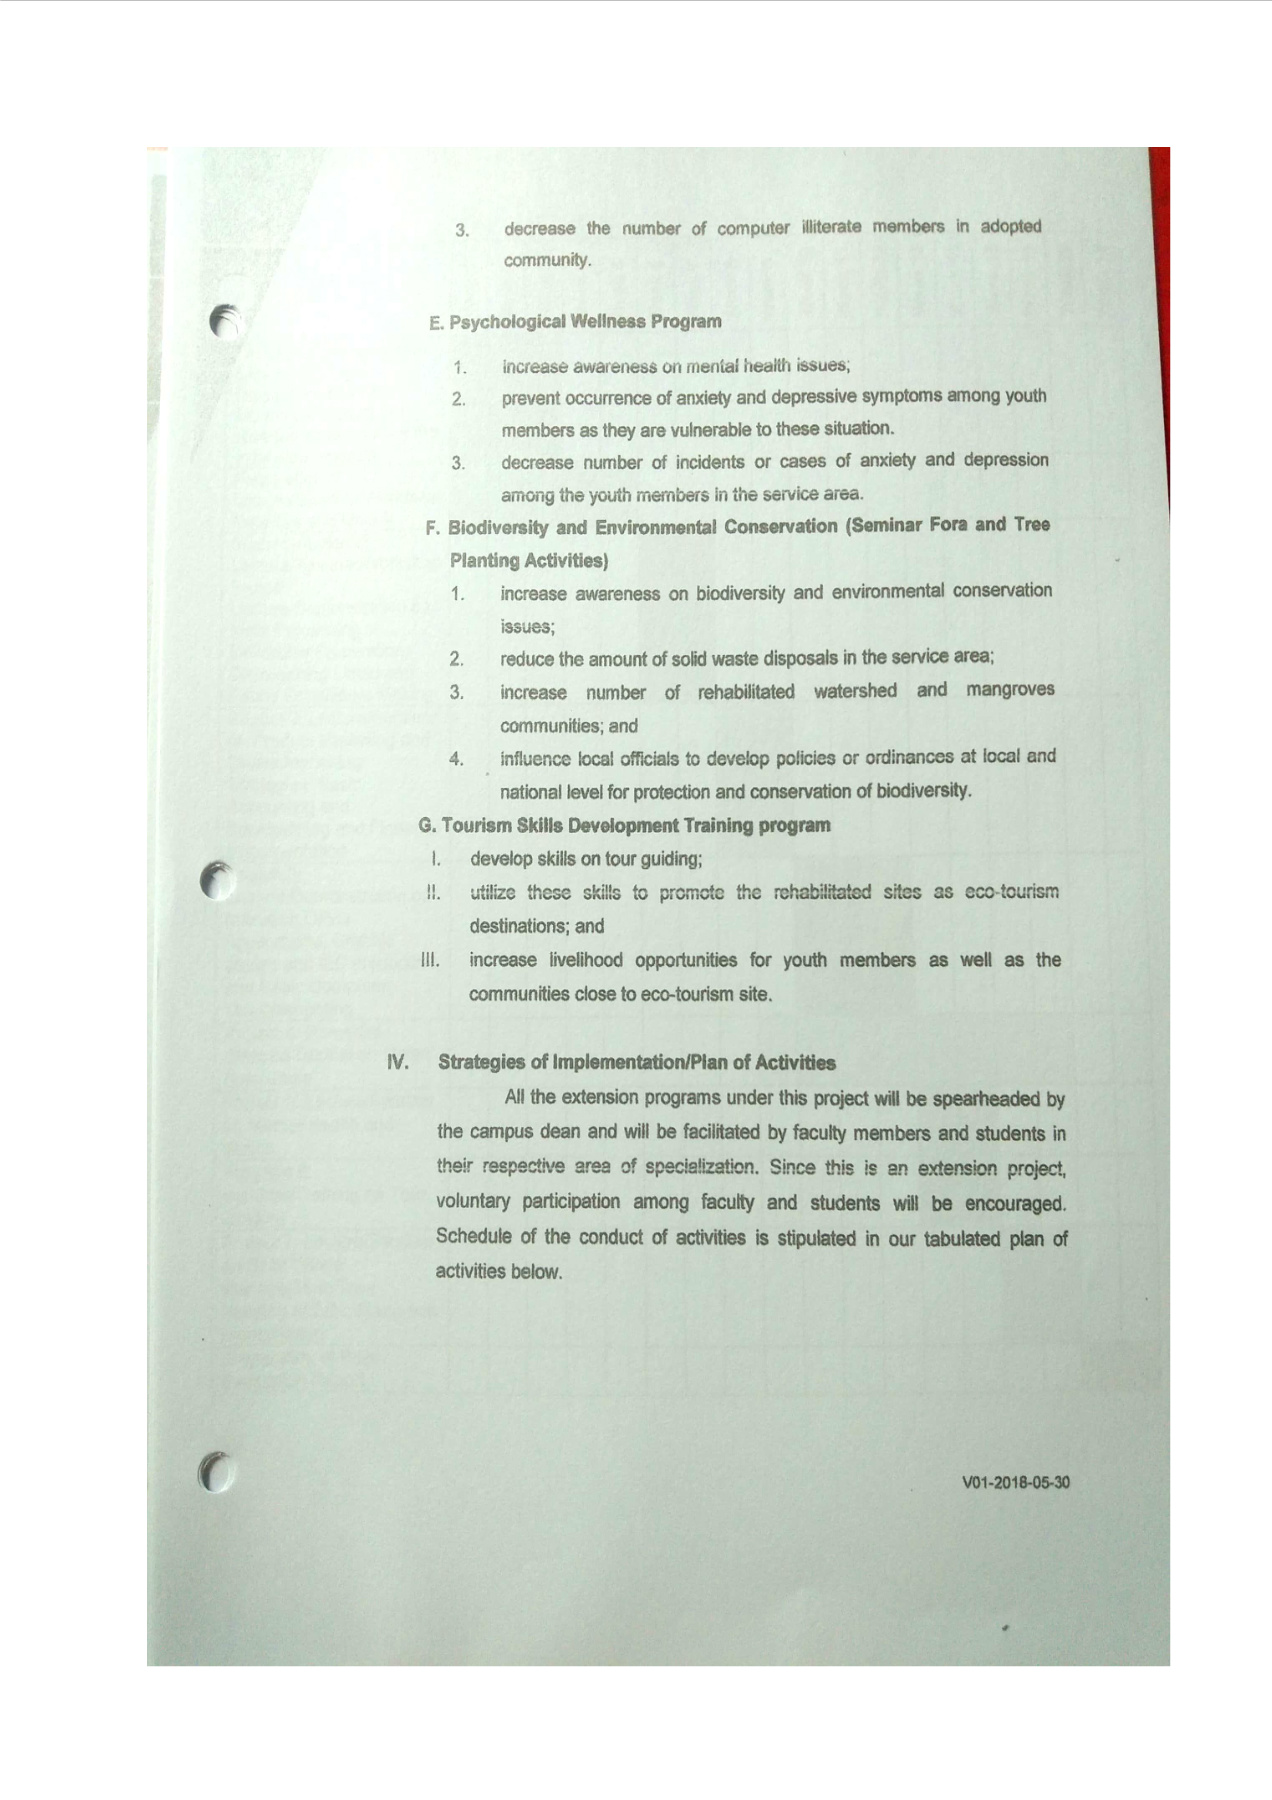 3. decrease the number of computer illiterate members in adopted
community.
E. Psychological Wellness Program
1. increase awareness on mental health issues;
2. prevent occurrence of anxiety and depressive symptoms among youth
members as they are vulnerable to these situation.
3. decrease number of incidents or cases of anxiety and depression
among the youth members in the service area.
F. Biodiversity and Environmental Conservation (Seminar Fora and Tree
Planting Activities)
1. increase awareness on biodiversity and environmental conservation
issues;
2. reduce the amount of solid waste disposals in the service area;
3. increase number of rehabilitated watershed and mangroves
communities; and
4. influence local officials to develop policies or ordinances at local and
national level for protection and conservation of biodiversity.
G. Tourism Skills Development Training program
I. develop skills on tour guiding;
II. utilize these skills to promote the rehabilitated sites as eco-tourism
destinations; and
III. increase livelihood opportunities for youth members as well as the
communities close to eco-tourism site.
IV. Strategies of Implementation/Plan of Activities
All the extension programs under this project will be spearheaded by
the campus dean and will be facilitated by faculty members and students in
their respective area of specialization. Since this is an extension project,
voluntary participation among faculty and students will be encouraged.
Schedule of the conduct of activities is stipulated in our tabulated plan of
activities below.
V01-2018-05-30